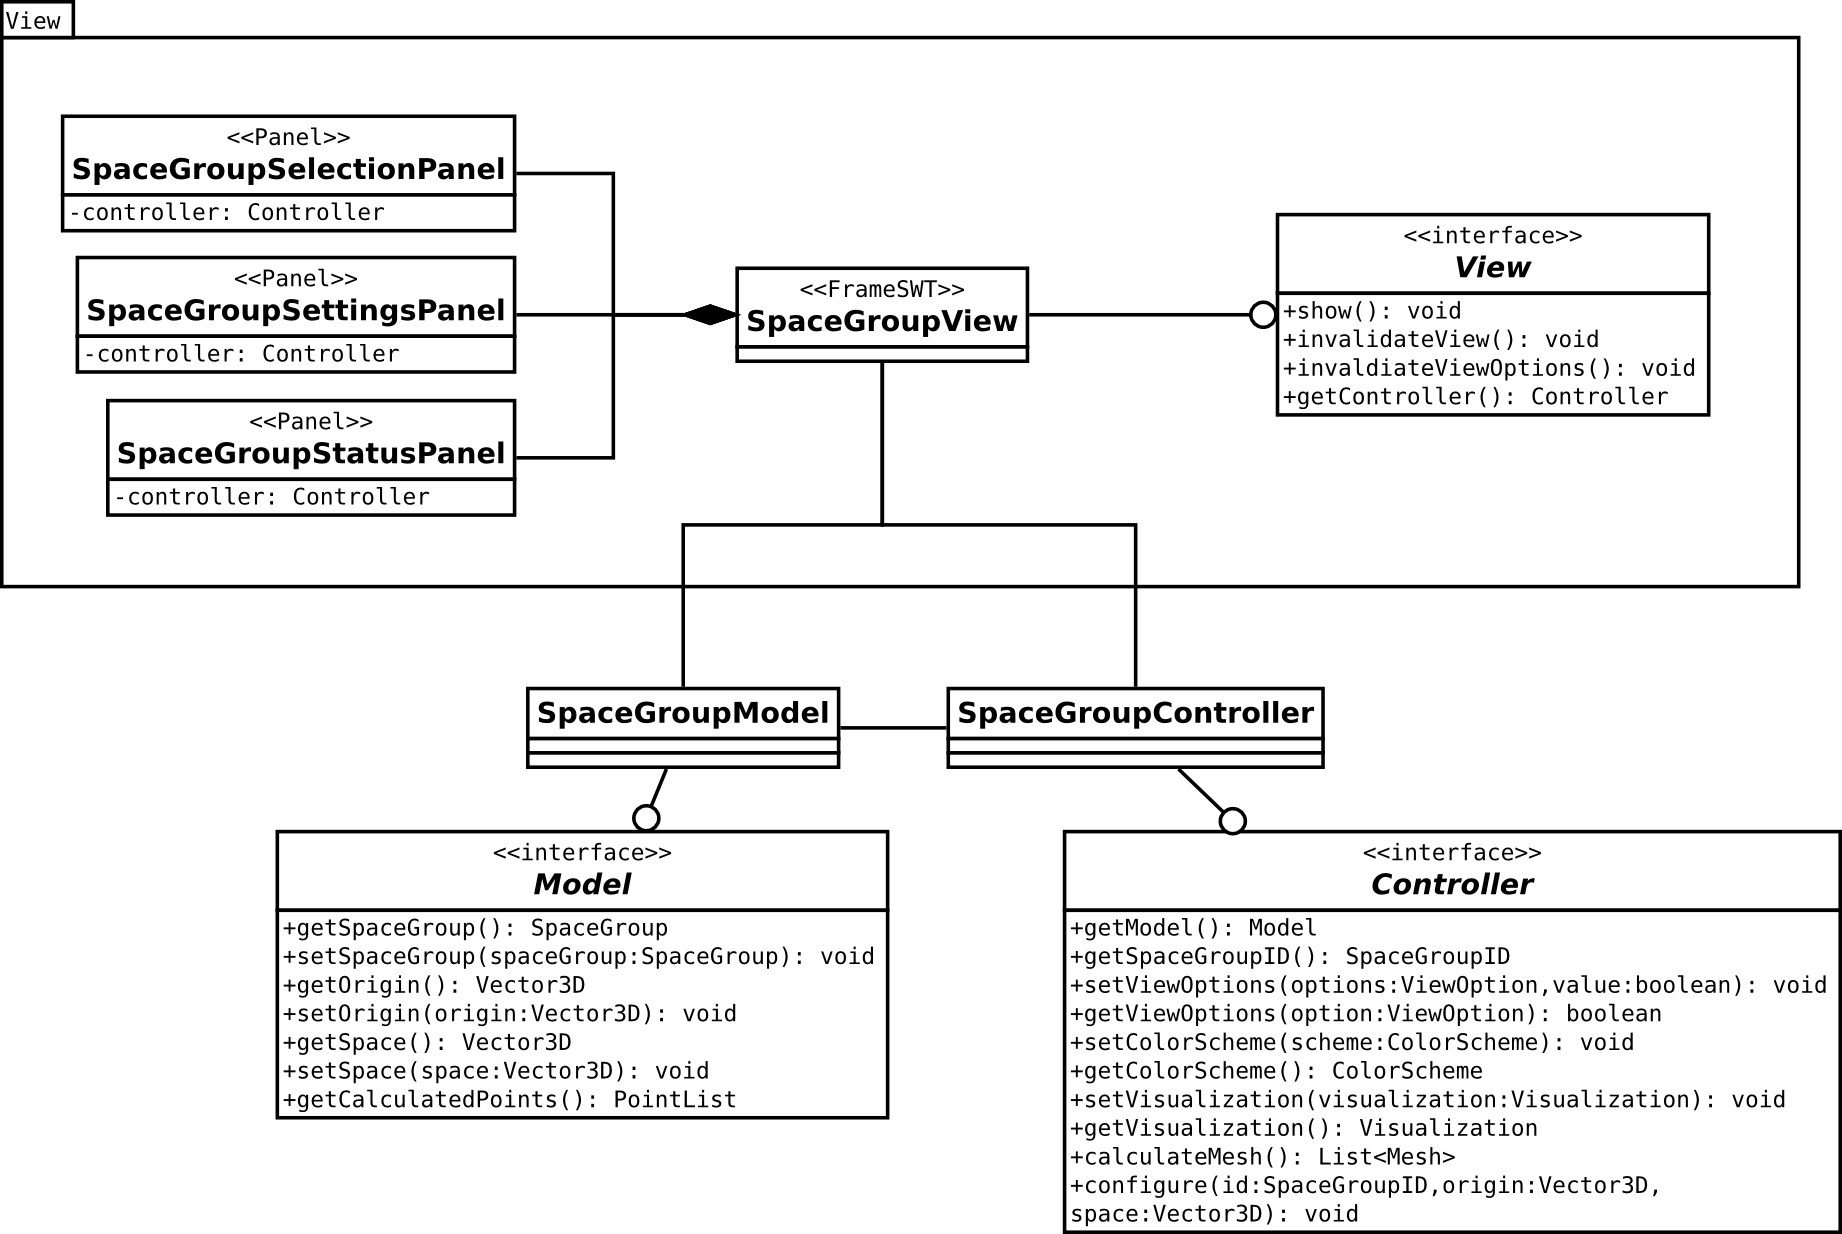 View
<<Panel>>
SpaceGroupSelectionPanel
-controller: Controller
<<Panel>>
SpaceGroupSettingsPanel
-controller: Controller
<<Panel>>
SpaceGroupStatusPanel
-controller: Controller
<<FrameSWT>>
SpaceGroupView
<<interface>>
View
+show(): void
+invalidateView(): void
+invaldiateViewOptions(): void
+getController(): Controller
SpaceGroupModel
SpaceGroupController
<<interface>>
Model
+getSpaceGroup(): SpaceGroup
+setSpaceGroup(spaceGroup:SpaceGroup): void
+getOrigin(): Vector3D
+setOrigin(origin:Vector3D): void
+getSpace(): Vector3D
+setSpace(space:Vector3D): void
+getCalculatedPoints(): PointList
<<interface>>
Controller
+getModel(): Model
+getSpaceGroupID(): SpaceGroupID
+setViewOptions(options:ViewOption,value:boolean): void
+getViewOptions(option:ViewOption): boolean
+setColorScheme(scheme:ColorScheme): void
+getColorScheme(): ColorScheme
+setVisualization(visualization:Visualization): void
+getVisualization(): Visualization
+calculateMesh(): List<Mesh>
+configure(id:SpaceGroupID,origin:Vector3D,
space:Vector3D): void